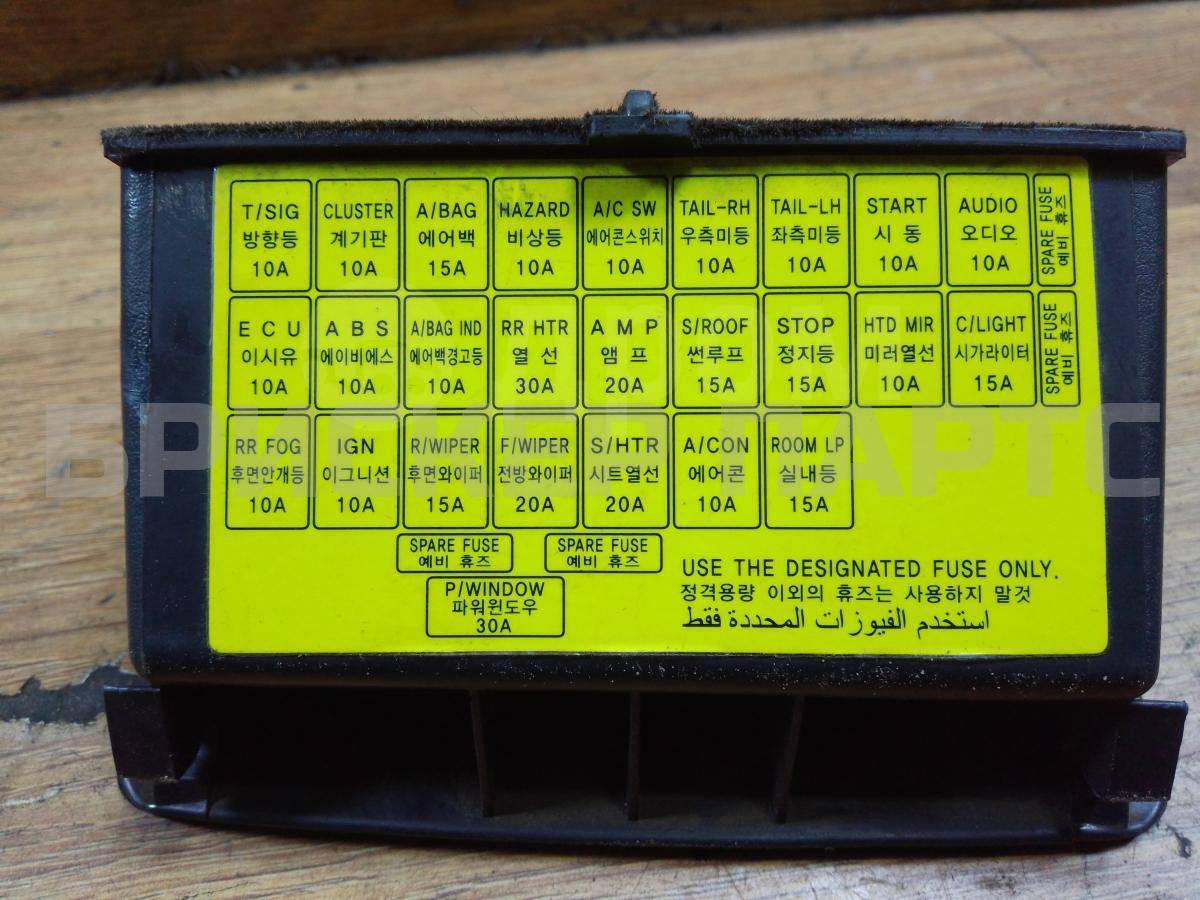 T/SIG
방향등
10A
CLUSTER
계기판
10A
A/BAG
에어백
15A
HAZARD
비상등
10A
A/C SW
에어콘스위치
10A
TAIL-RH
우측미등
10A
TAIL-LH
좌측미등
10A
START
시 동
10A
AUDIO
오디오
10A
SPARE FUSE
예비 휴즈
E C U
이시유
10A
A B S
에이비에스
10A
A/BAG IND
에어백경고등
10A
RR HTR
열 선
30A
A M P
앰 프
20A
S/ROOF
썬루프
15A
STOP
정지등
15A
HTD MIR
미러열선
10A
C/LIGHT
시가라이터
15A
SPARE FUSE
예비 휴즈
RR FOG
후면안개등
10A
IGN
이그니션
10A
R/WIPER
후면와이퍼
15A
F/WIPER
전방와이퍼
20A
S/HTR
시트열선
20A
A/CON
에어콘
10A
ROOM LP
실내등
15A
SPARE FUSE
예비 휴즈
SPARE FUSE
예비 휴즈
P/WINDOW
파워윈도우
30A
USE THE DESIGNATED FUSE ONLY.
정격용량 이외의 휴즈는 사용하지 말것
استخدم الفيوزات المحددة فقط
БРИСКЕР ПАРТС